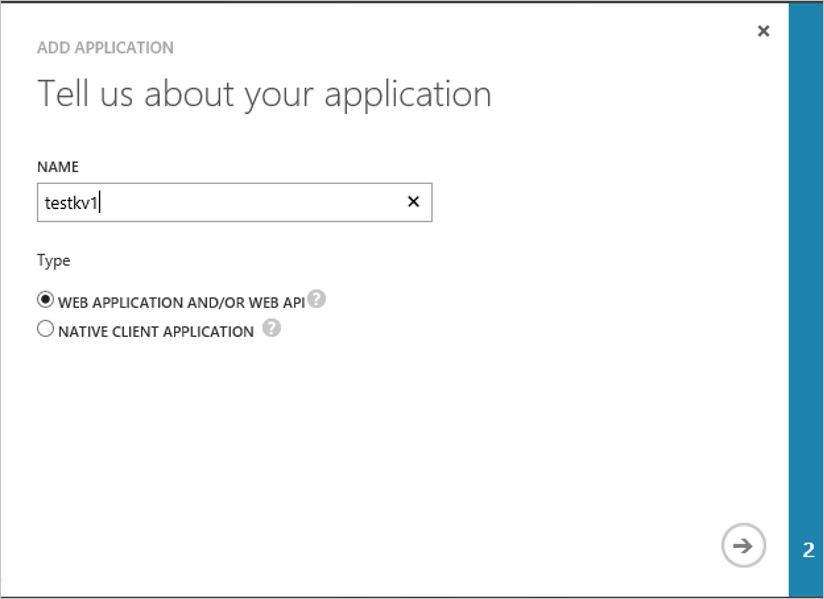 ADD APPLICATION
Tell us about your application
NAME
testkv1
Type
WEB APPLICATION AND/OR WEB API ?
NATIVE CLIENT APPLICATION ?
2